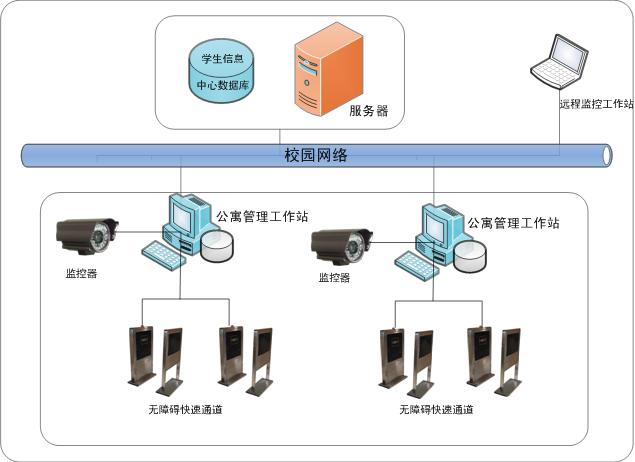 学生信息
中心数据库
服务器
远程监控工作站
校园网络
公寓管理工作站
公寓管理工作站
监控器
监控器
无障碍快速通道
无障碍快速通道